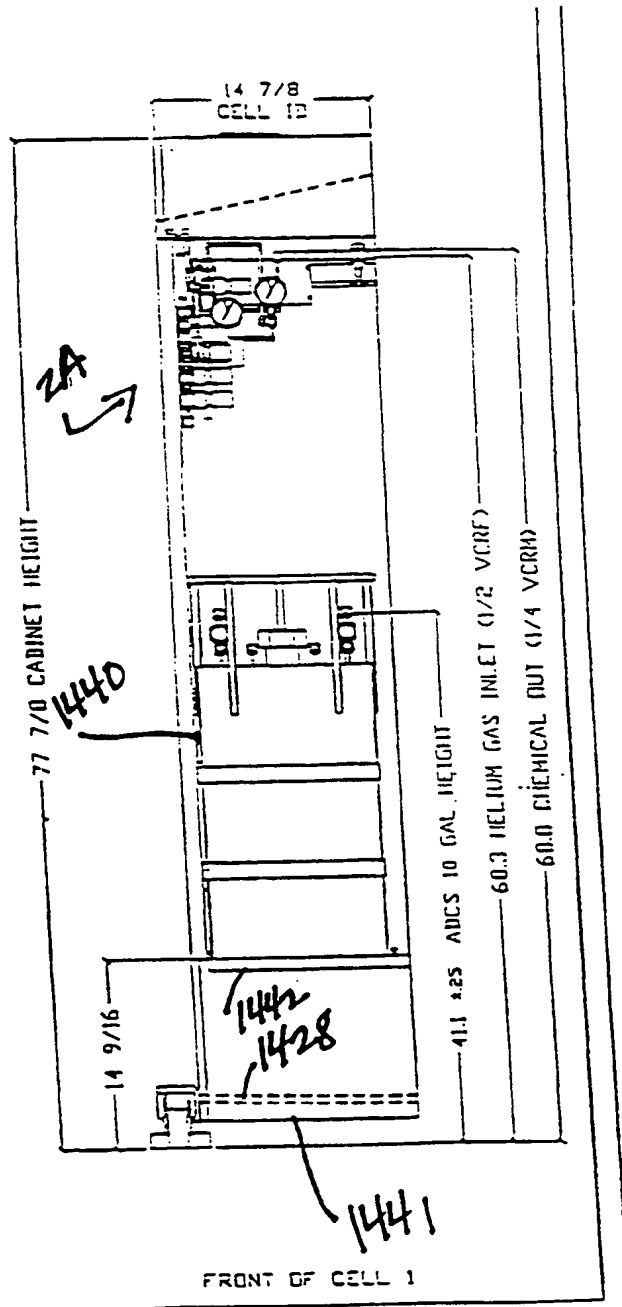 14 7/8
CELL ID
2A
77 7/8 CABINET HEIGHT
1440
60.3 HELIUM GAS INLET (1/2 VCRF)
60.0 CHEMICAL OUT (1/4 VCRM)
41.1 ±.25 ADCS 10 GAL HEIGHT
14 9/16
1442
1428
1441
FRONT OF CELL 1